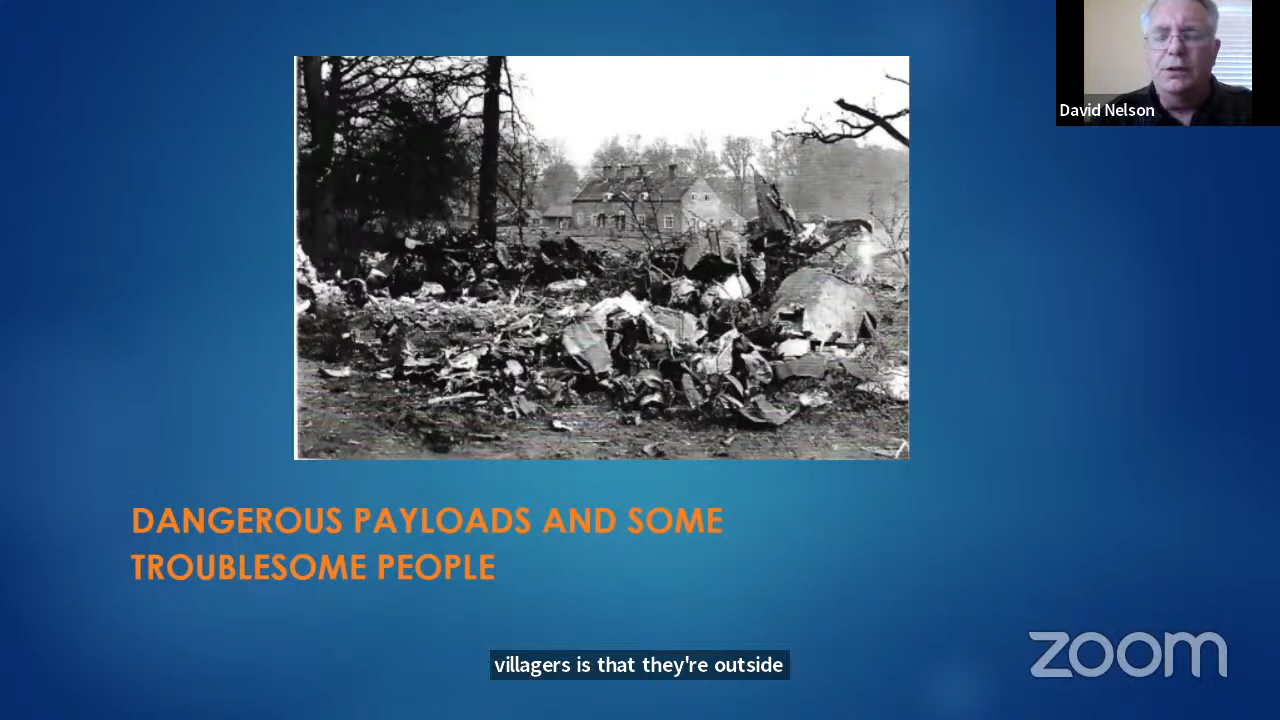 David Nelson
DANGEROUS PAYLOADS AND SOME
TROUBLESOME PEOPLE
villagers is that they're outside
zoom